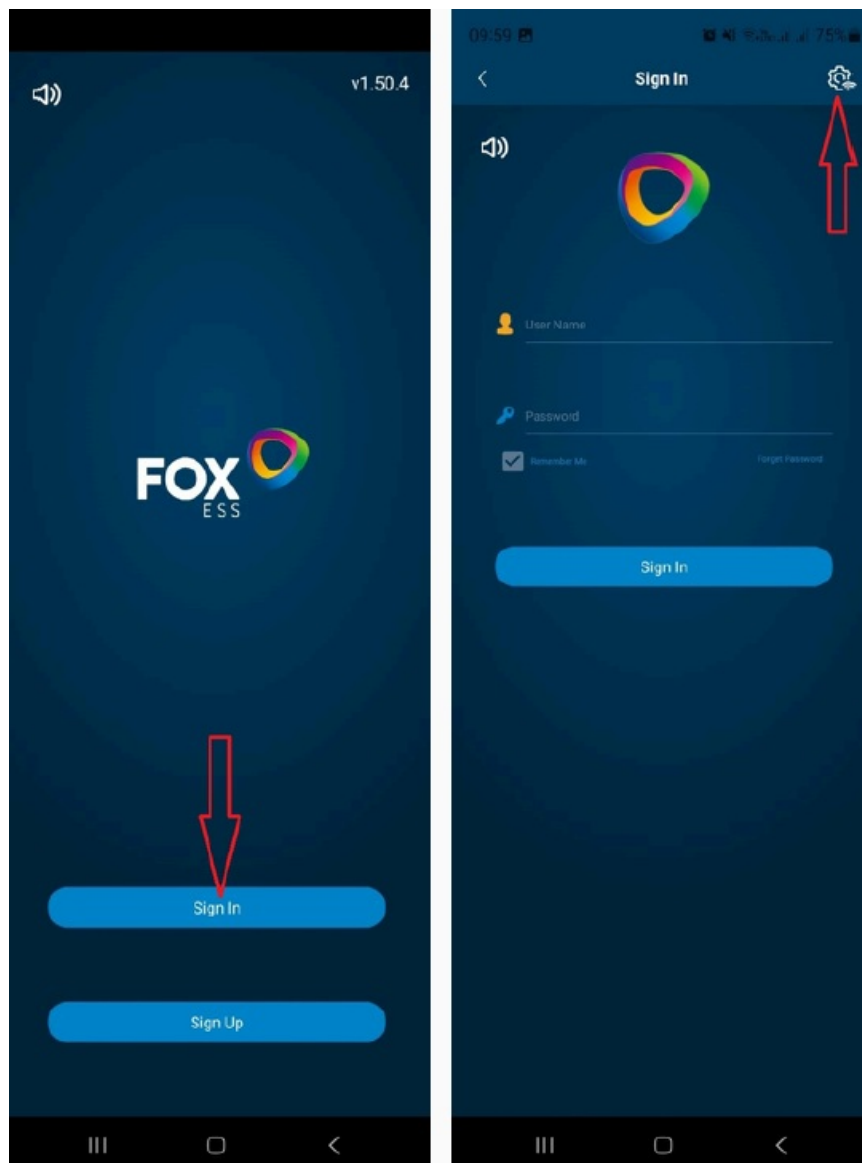 v1.50.4
FOX
ESS
Sign In
Sign Up
09:59
75%
Sign In
User Name
Password
Remember Me
Forget Password
Sign In